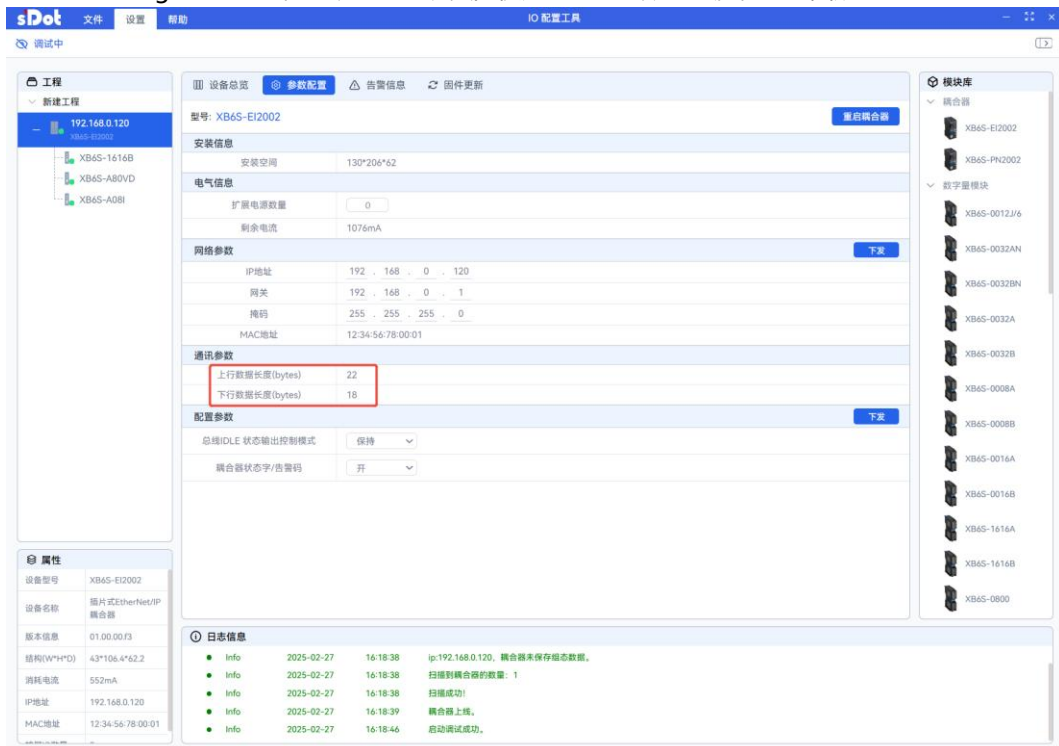 sDot 文件 设置 帮助 IO 配置工具
调试中
工程
新建工程
192.168.0.120
XB6S-EI2002
XB6S-1616B
XB6S-A80VD
XB6S-A08I
设备总览 参数配置 告警信息 固件更新
型号: XB6S-EI2002 重启耦合器
安装信息
安装空间 130*206*62
电气信息
扩展电源数量 0
剩余电流 1076mA
网络参数 下发
IP地址 192 . 168 . 0 . 120
网关 192 . 168 . 0 . 1
掩码 255 . 255 . 255 . 0
MAC地址 12:34:56:78:00:01
通讯参数
上行数据长度(bytes) 22
下行数据长度(bytes) 18
配置参数 下发
总线IDLE 状态输出控制模式 保持
耦合器状态字/告警码 开
模块库
耦合器
XB6S-EI2002
XB6S-PN2002
数字量模块
XB6S-0012J/6
XB6S-0032AN
XB6S-0032BN
XB6S-0032A
XB6S-0032B
XB6S-0008A
XB6S-0008B
XB6S-0016A
XB6S-0016B
XB6S-1616A
XB6S-1616B
XB6S-0800
属性
设备型号 XB6S-EI2002
设备名称 插片式EtherNet/IP
耦合器
版本信息 01.00.00.f3
结构(W*H*D) 43*106.4*62.2
消耗电流 552mA
IP地址 192.168.0.120
MAC地址 12:34:56:78:00:01
日志信息
Info 2025-02-27 16:18:38 ip:192.168.0.120, 耦合器未保存组态数据。
Info 2025-02-27 16:18:38 扫描到耦合器的数量: 1
Info 2025-02-27 16:18:38 扫描成功!
Info 2025-02-27 16:18:39 耦合器上线。
Info 2025-02-27 16:18:46 启动调试成功。